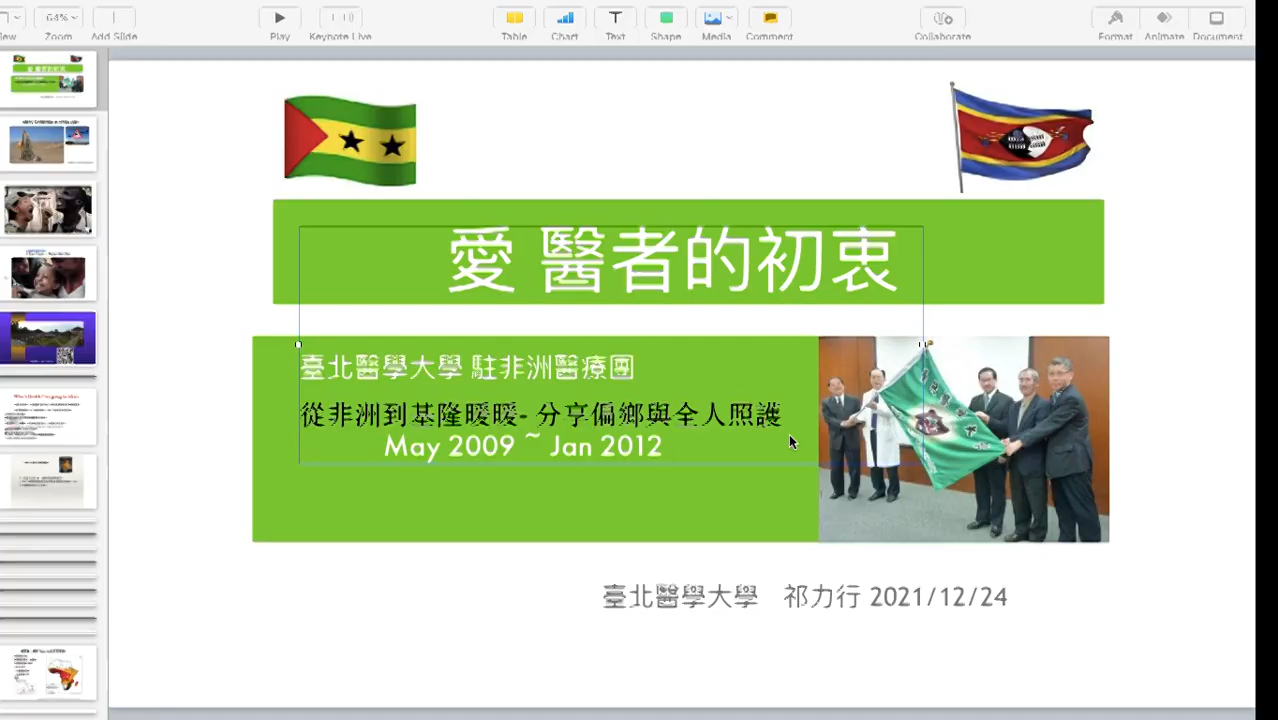 64%
Zoom
Add Slide
Play
Keynote Live
Table
Chart
Text
Shape
Media
Comment
Collaborate
Format
Animate
Document
愛 醫者的初衷
臺北醫學大學 駐非洲醫療團
從非洲到基隆暖暖- 分享偏鄉與全人照護
May 2009 ~ Jan 2012
臺北醫學大學 祁力行 2021/12/24